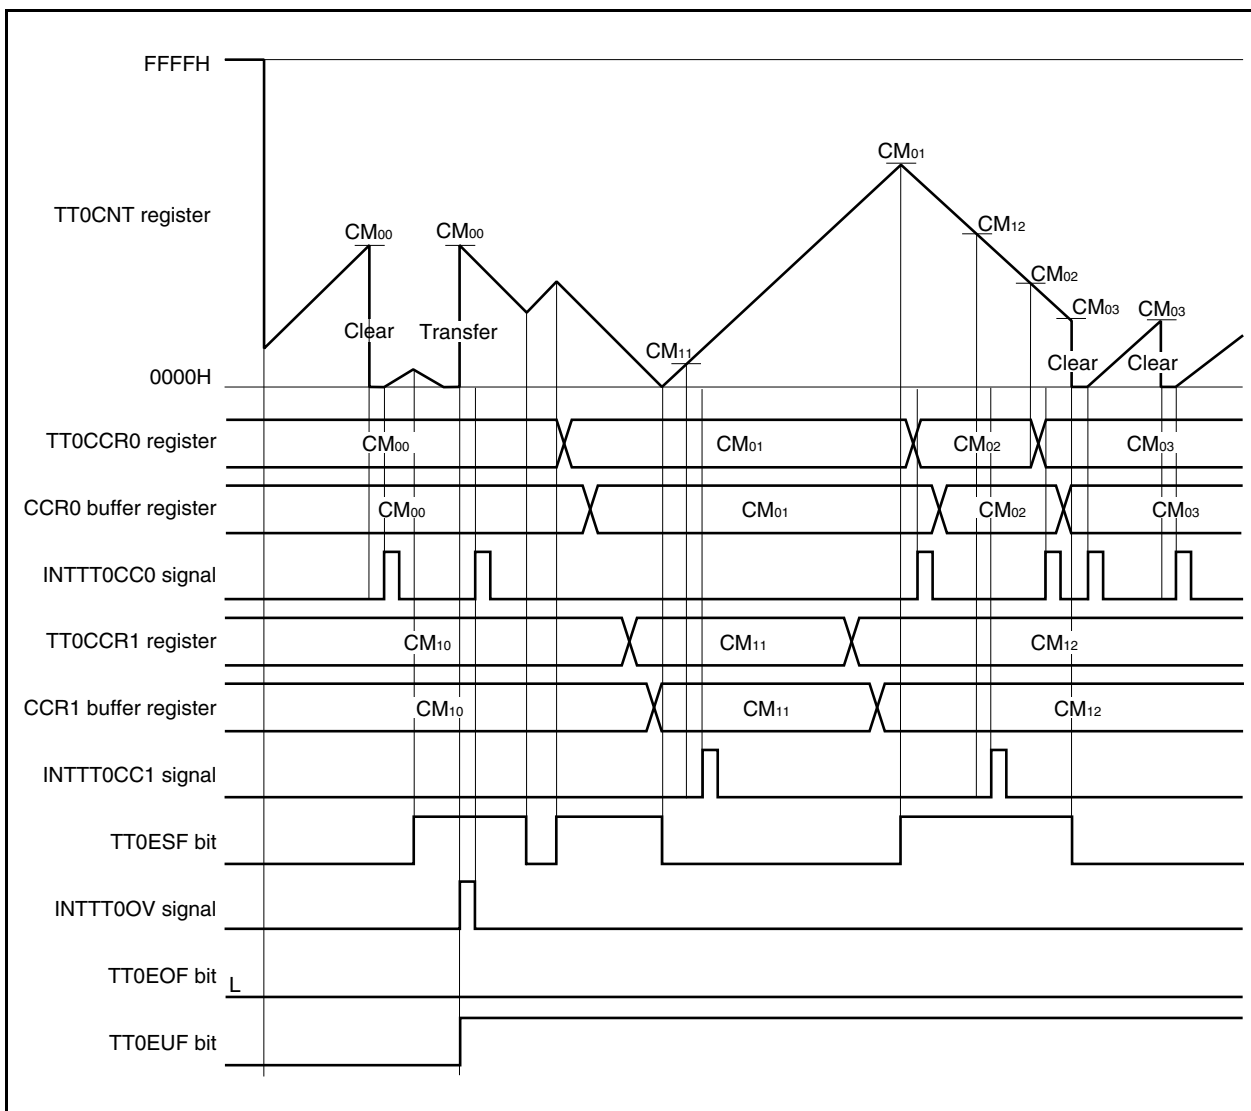 FFFFH
CM01
TT0CNT register
CM12
CM00
CM00
CM02
CM03
CM03
Clear
Transfer
CM11
Clear
Clear
0000H
TT0CCR0 register
CM00
CM01
CM02
CM03
CCR0 buffer register
CM00
CM01
CM02
CM03
INTTT0CC0 signal
TT0CCR1 register
CM10
CM11
CM12
CCR1 buffer register
CM10
CM11
CM12
INTTT0CC1 signal
TT0ESF bit
INTTT0OV signal
TT0EOF bit
L
TT0EUF bit